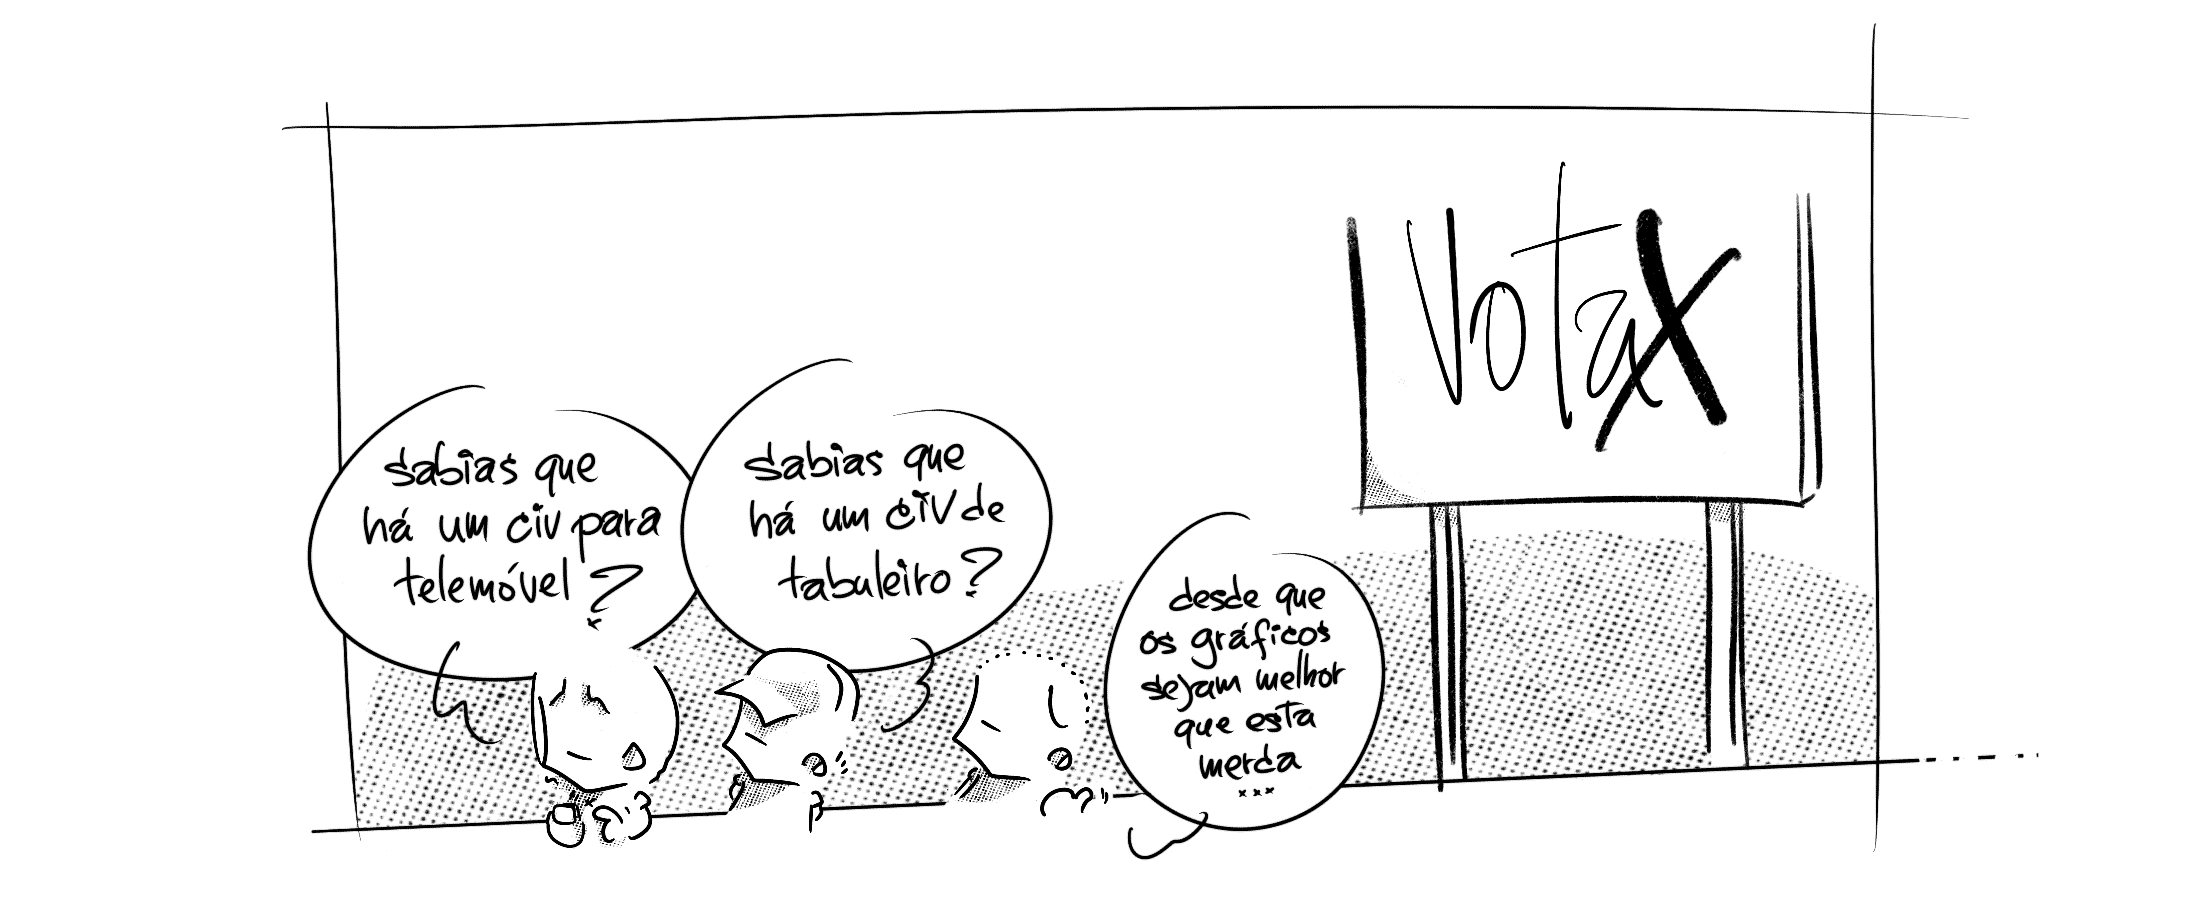 Sabias que
há um civ para
telemóvel?
Sabias que
há um civ de
tabuleiro?
desde que
os gráficos
sejam melhor
que esta
merda
...
Vota X